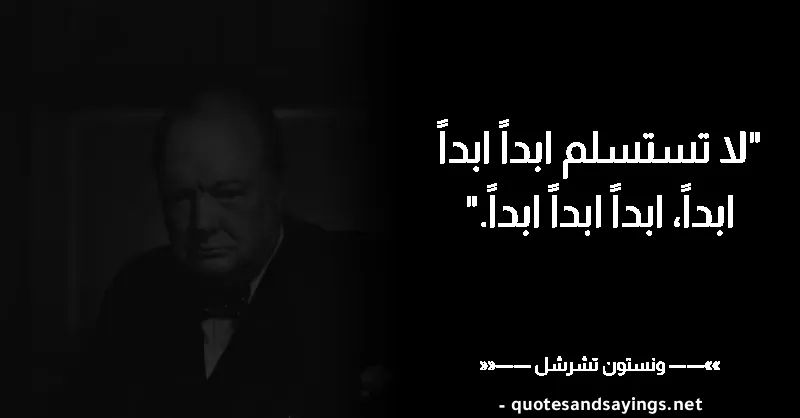 "لا تستسلم ابداً ابداً
ابداً، ابداً ابداً ابداً."
»—— ونستون تشرشل ——«
- quotesandsayings.net